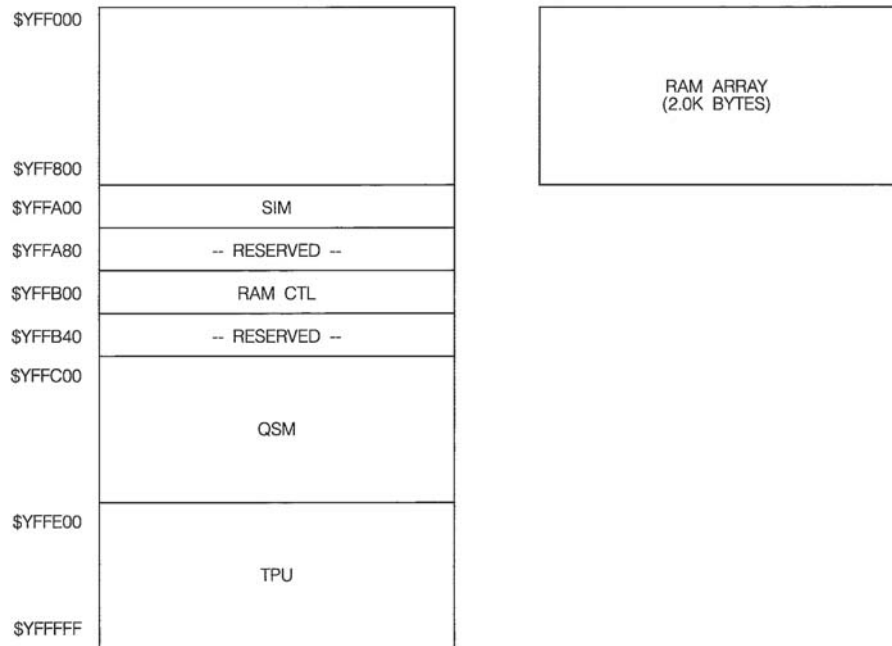 $YFF000
RAM ARRAY
(2.0K BYTES)
$YFF800
$YFFA00 SIM
$YFFA80 -- RESERVED --
$YFFB00 RAM CTL
$YFFB40 -- RESERVED --
$YFFC00
QSM
$YFFE00
TPU
$YFFFFF